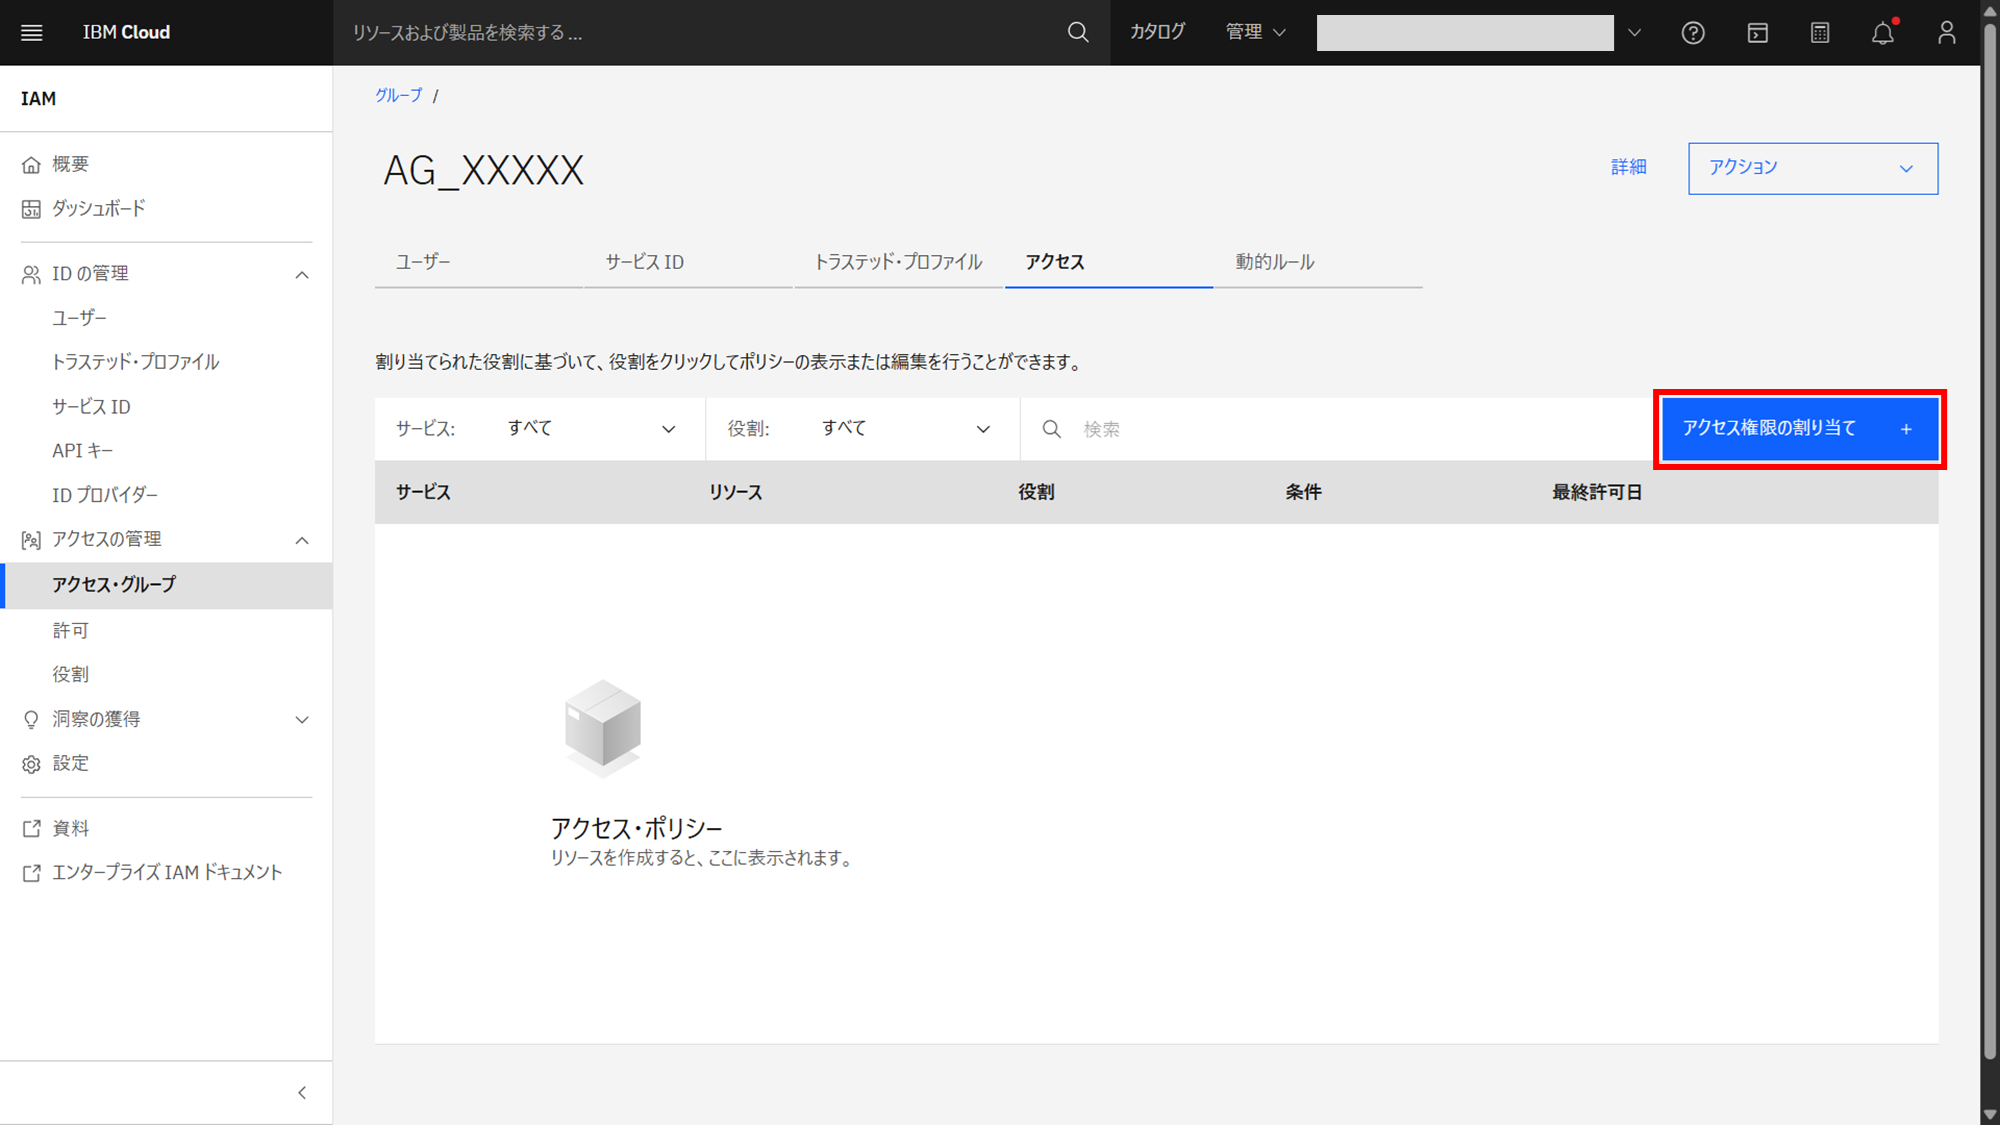 IBM Cloud
リソースおよび製品を検索する ...
カタログ
管理
IAM
概要
ダッシュボード
ID の管理
ユーザー
トラステッド・プロファイル
サービス ID
API キー
ID プロバイダー
アクセスの管理
アクセス・グループ
許可
役割
洞察の獲得
設定
資料
エンタープライズ IAM ドキュメント
グループ /
AG_XXXXX
詳細
アクション
ユーザー サービス ID トラステッド・プロファイル アクセス 動的ルール
割り当てられた役割に基づいて、役割をクリックしてポリシーの表示または編集を行うことができます。
サービス: すべて 役割: すべて 検索 アクセス権限の割り当て +
サービス リソース 役割 条件 最終許可日
アクセス・ポリシー
リソースを作成すると、ここに表示されます。